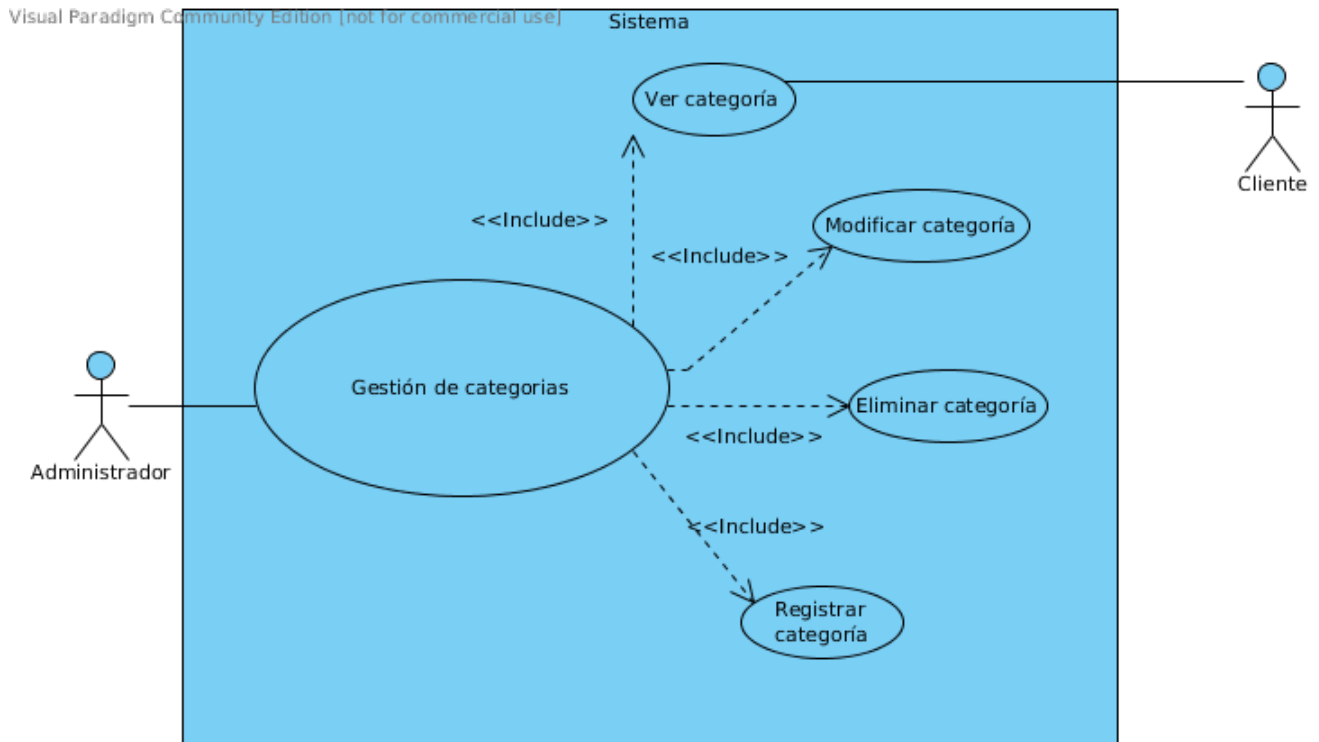 Visual Paradigm Community Edition [not for commercial use]
Sistema
Ver categoría
Cliente
<<Include>>
Modificar categoría
<<Include>>
Gestión de categorias
Eliminar categoría
<<Include>>
Administrador
<<Include>>
Registrar
categoría